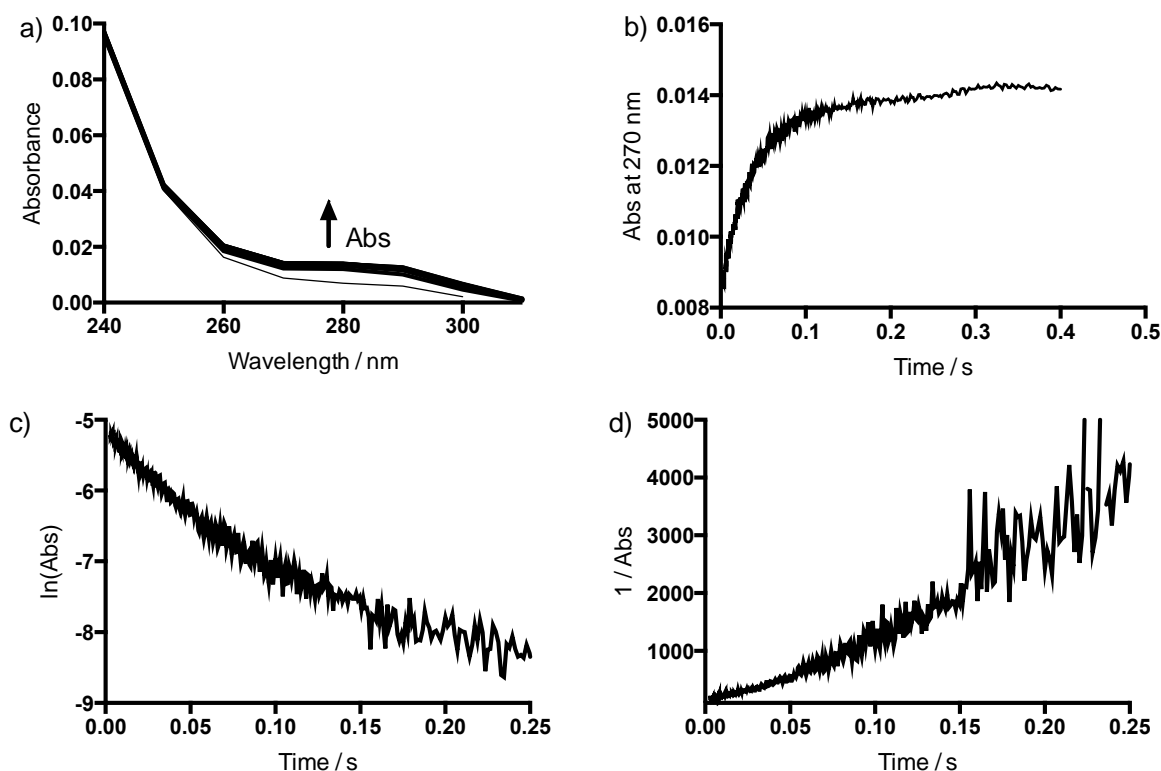 a)
Absorbance
0.10
0.08
0.06
0.04
0.02
0.00
240 260 280 300
Wavelength / nm
Abs
b)
Abs at 270 nm
0.016
0.014
0.012
0.010
0.008
0.0 0.1 0.2 0.3 0.4 0.5
Time / s
c)
ln(Abs)
-5
-6
-7
-8
-9
0.00 0.05 0.10 0.15 0.20 0.25
Time / s
d)
1 / Abs
5000
4000
3000
2000
1000
0.00 0.05 0.10 0.15 0.20 0.25
Time / s